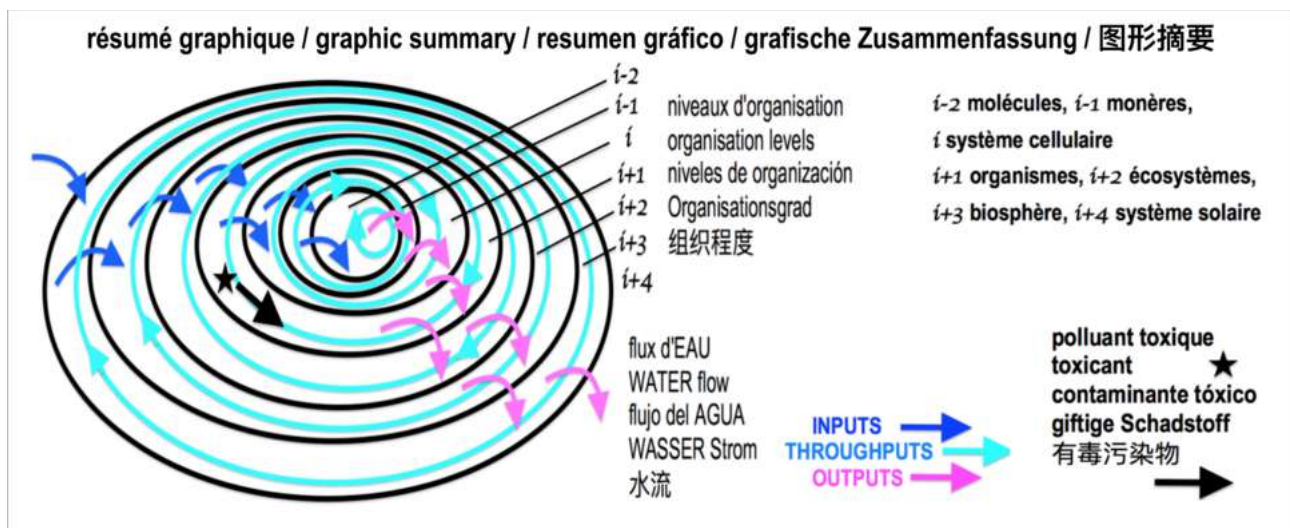 résumé graphique / graphic summary / resumen gráfico / grafische Zusammenfassung / 图形摘要
i-2
i-1
i
i+1
i+2
i+3
i+4
niveaux d'organisation
organisation levels
niveles de organización
Organisationsgrad
组织程度
i-2 molécules, i-1 monères,
i système cellulaire
i+1 organismes, i+2 écosystèmes,
i+3 biosphère, i+4 système solaire
flux d'EAU
WATER flow
flujo del AGUA
WASSER Strom
水流
INPUTS
THROUGHPUTS
OUTPUTS
polluant toxique
toxicant
contaminante tóxico
giftige Schadstoff
有毒污染物